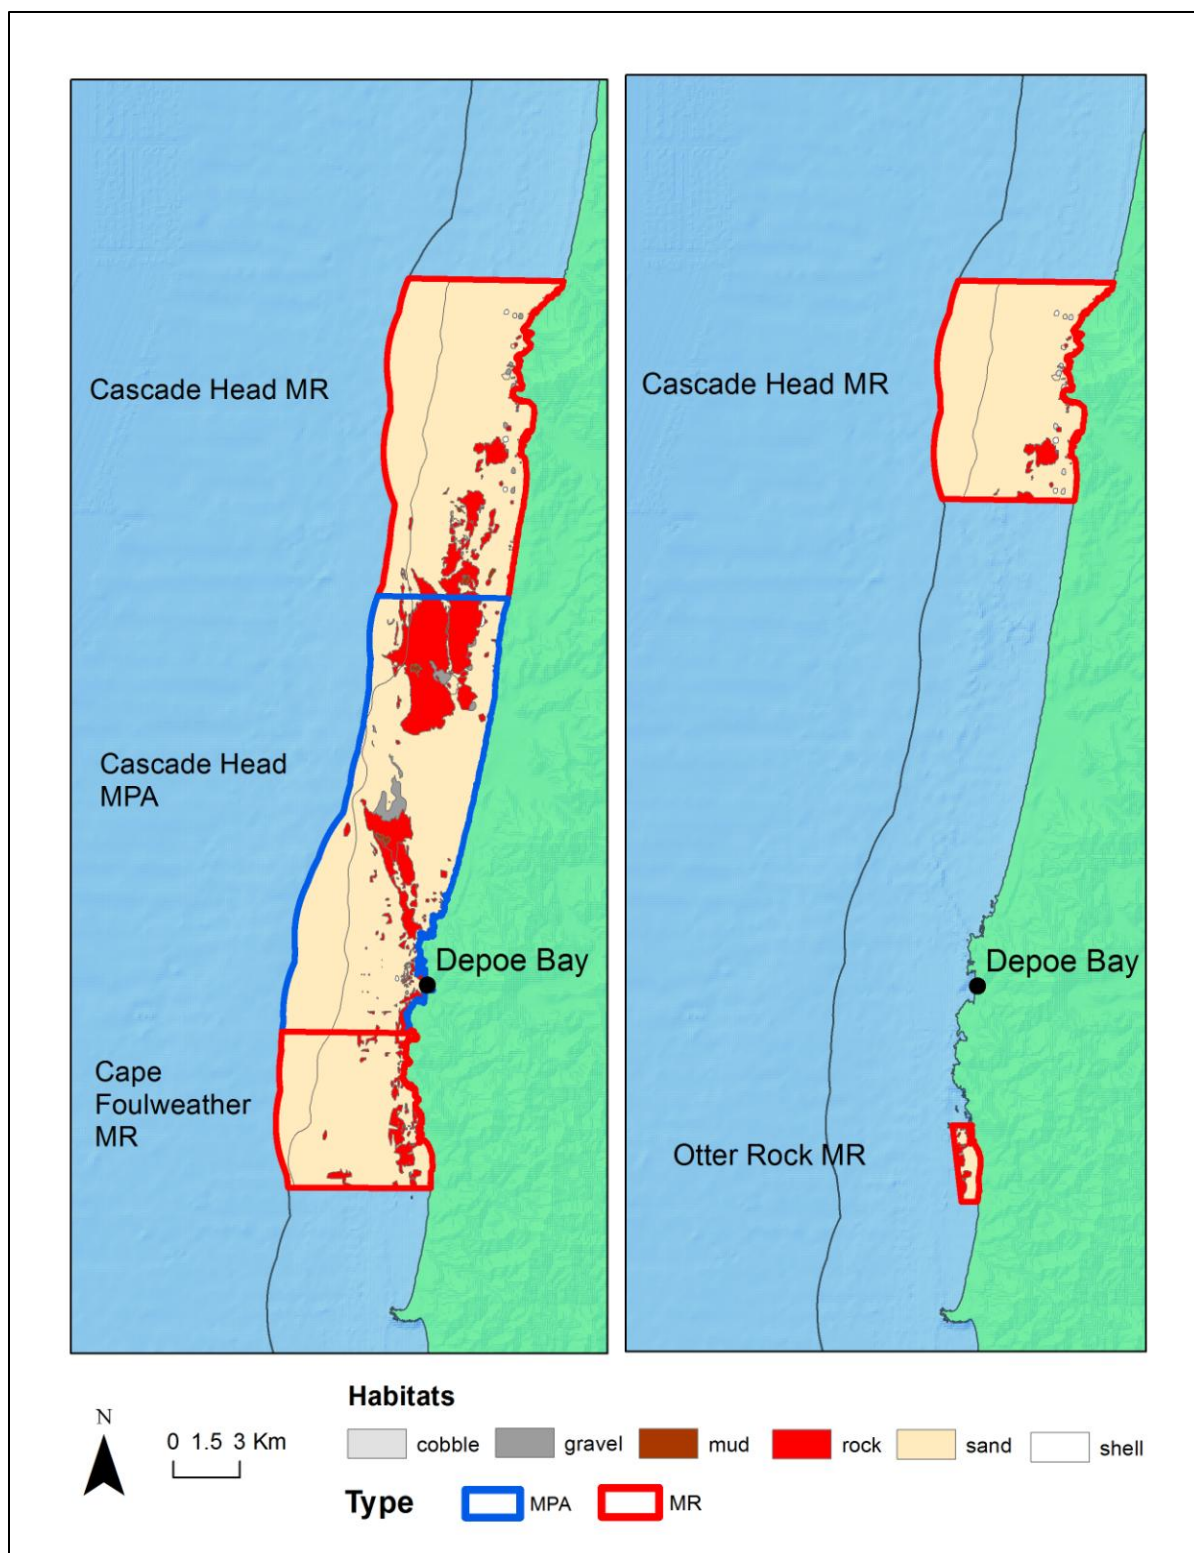 Cascade Head MR
Cascade Head
MPA
Depoe Bay
Cape
Foulweather
MR
Cascade Head MR
Depoe Bay
Otter Rock MR
N
0 1.5 3 Km
Habitats
cobble gravel mud rock sand shell
Type MPA MR